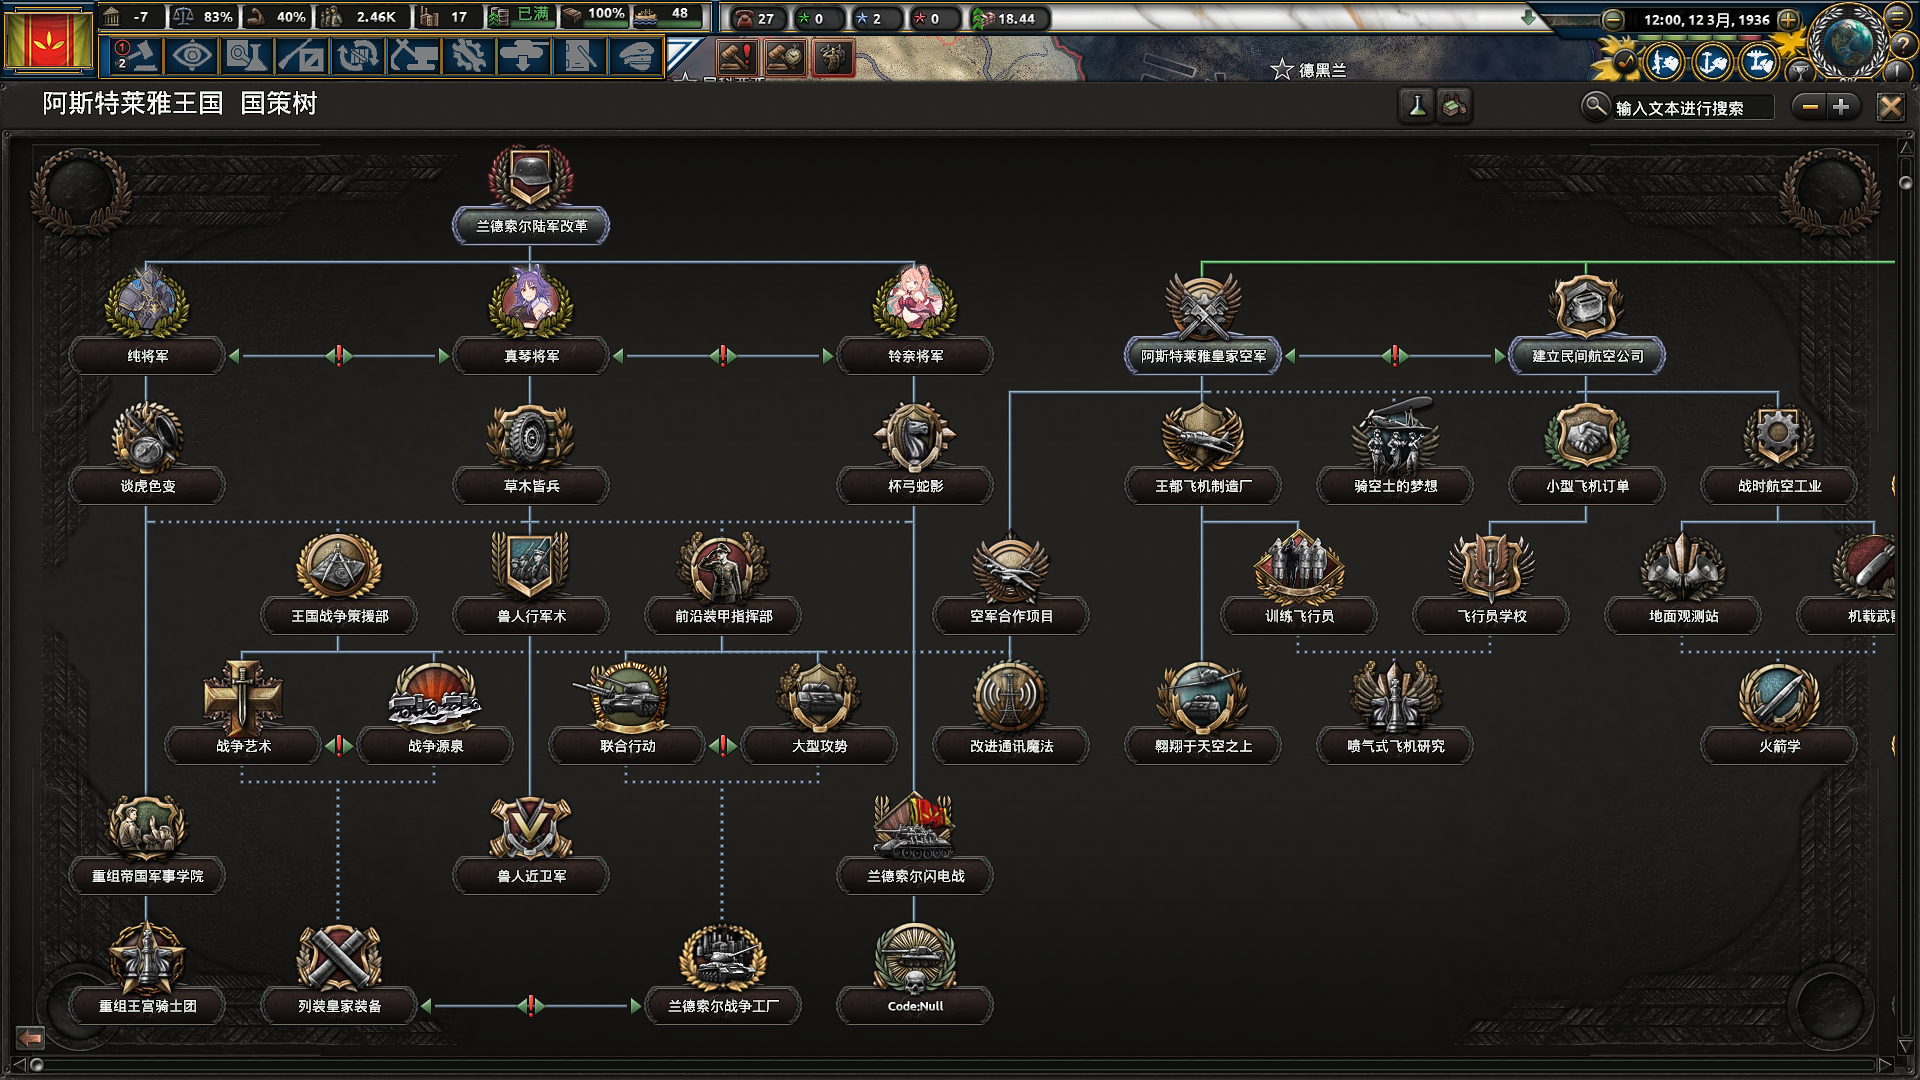 -7 83% 40% 2.46K 17 已满 100% 48 27 0 2 0 18.44 12:00, 12 3月, 1936
1
2
德黑兰
阿斯特莱雅王国 国策树
输入文本进行搜索
兰德索尔陆军改革
纯将军 真琴将军 铃奈将军 阿斯特莱雅皇家空军 建立民间航空公司
谈虎色变 草木皆兵 杯弓蛇影 王都飞机制造厂 骑空士的梦想 小型飞机订单 战时航空工业
王国战争策援部 兽人行军术 前沿装甲指挥部 空军合作项目 训练飞行员 飞行员学校 地面观测站 机载武
战争艺术 战争源泉 联合行动 大型攻势 改进通讯魔法 翱翔于天空之上 喷气式飞机研究 火箭学
重组帝国军事学院 兽人近卫军 兰德索尔闪电战
重组王宫骑士团 列装皇家装备 兰德索尔战争工厂 Code:Null